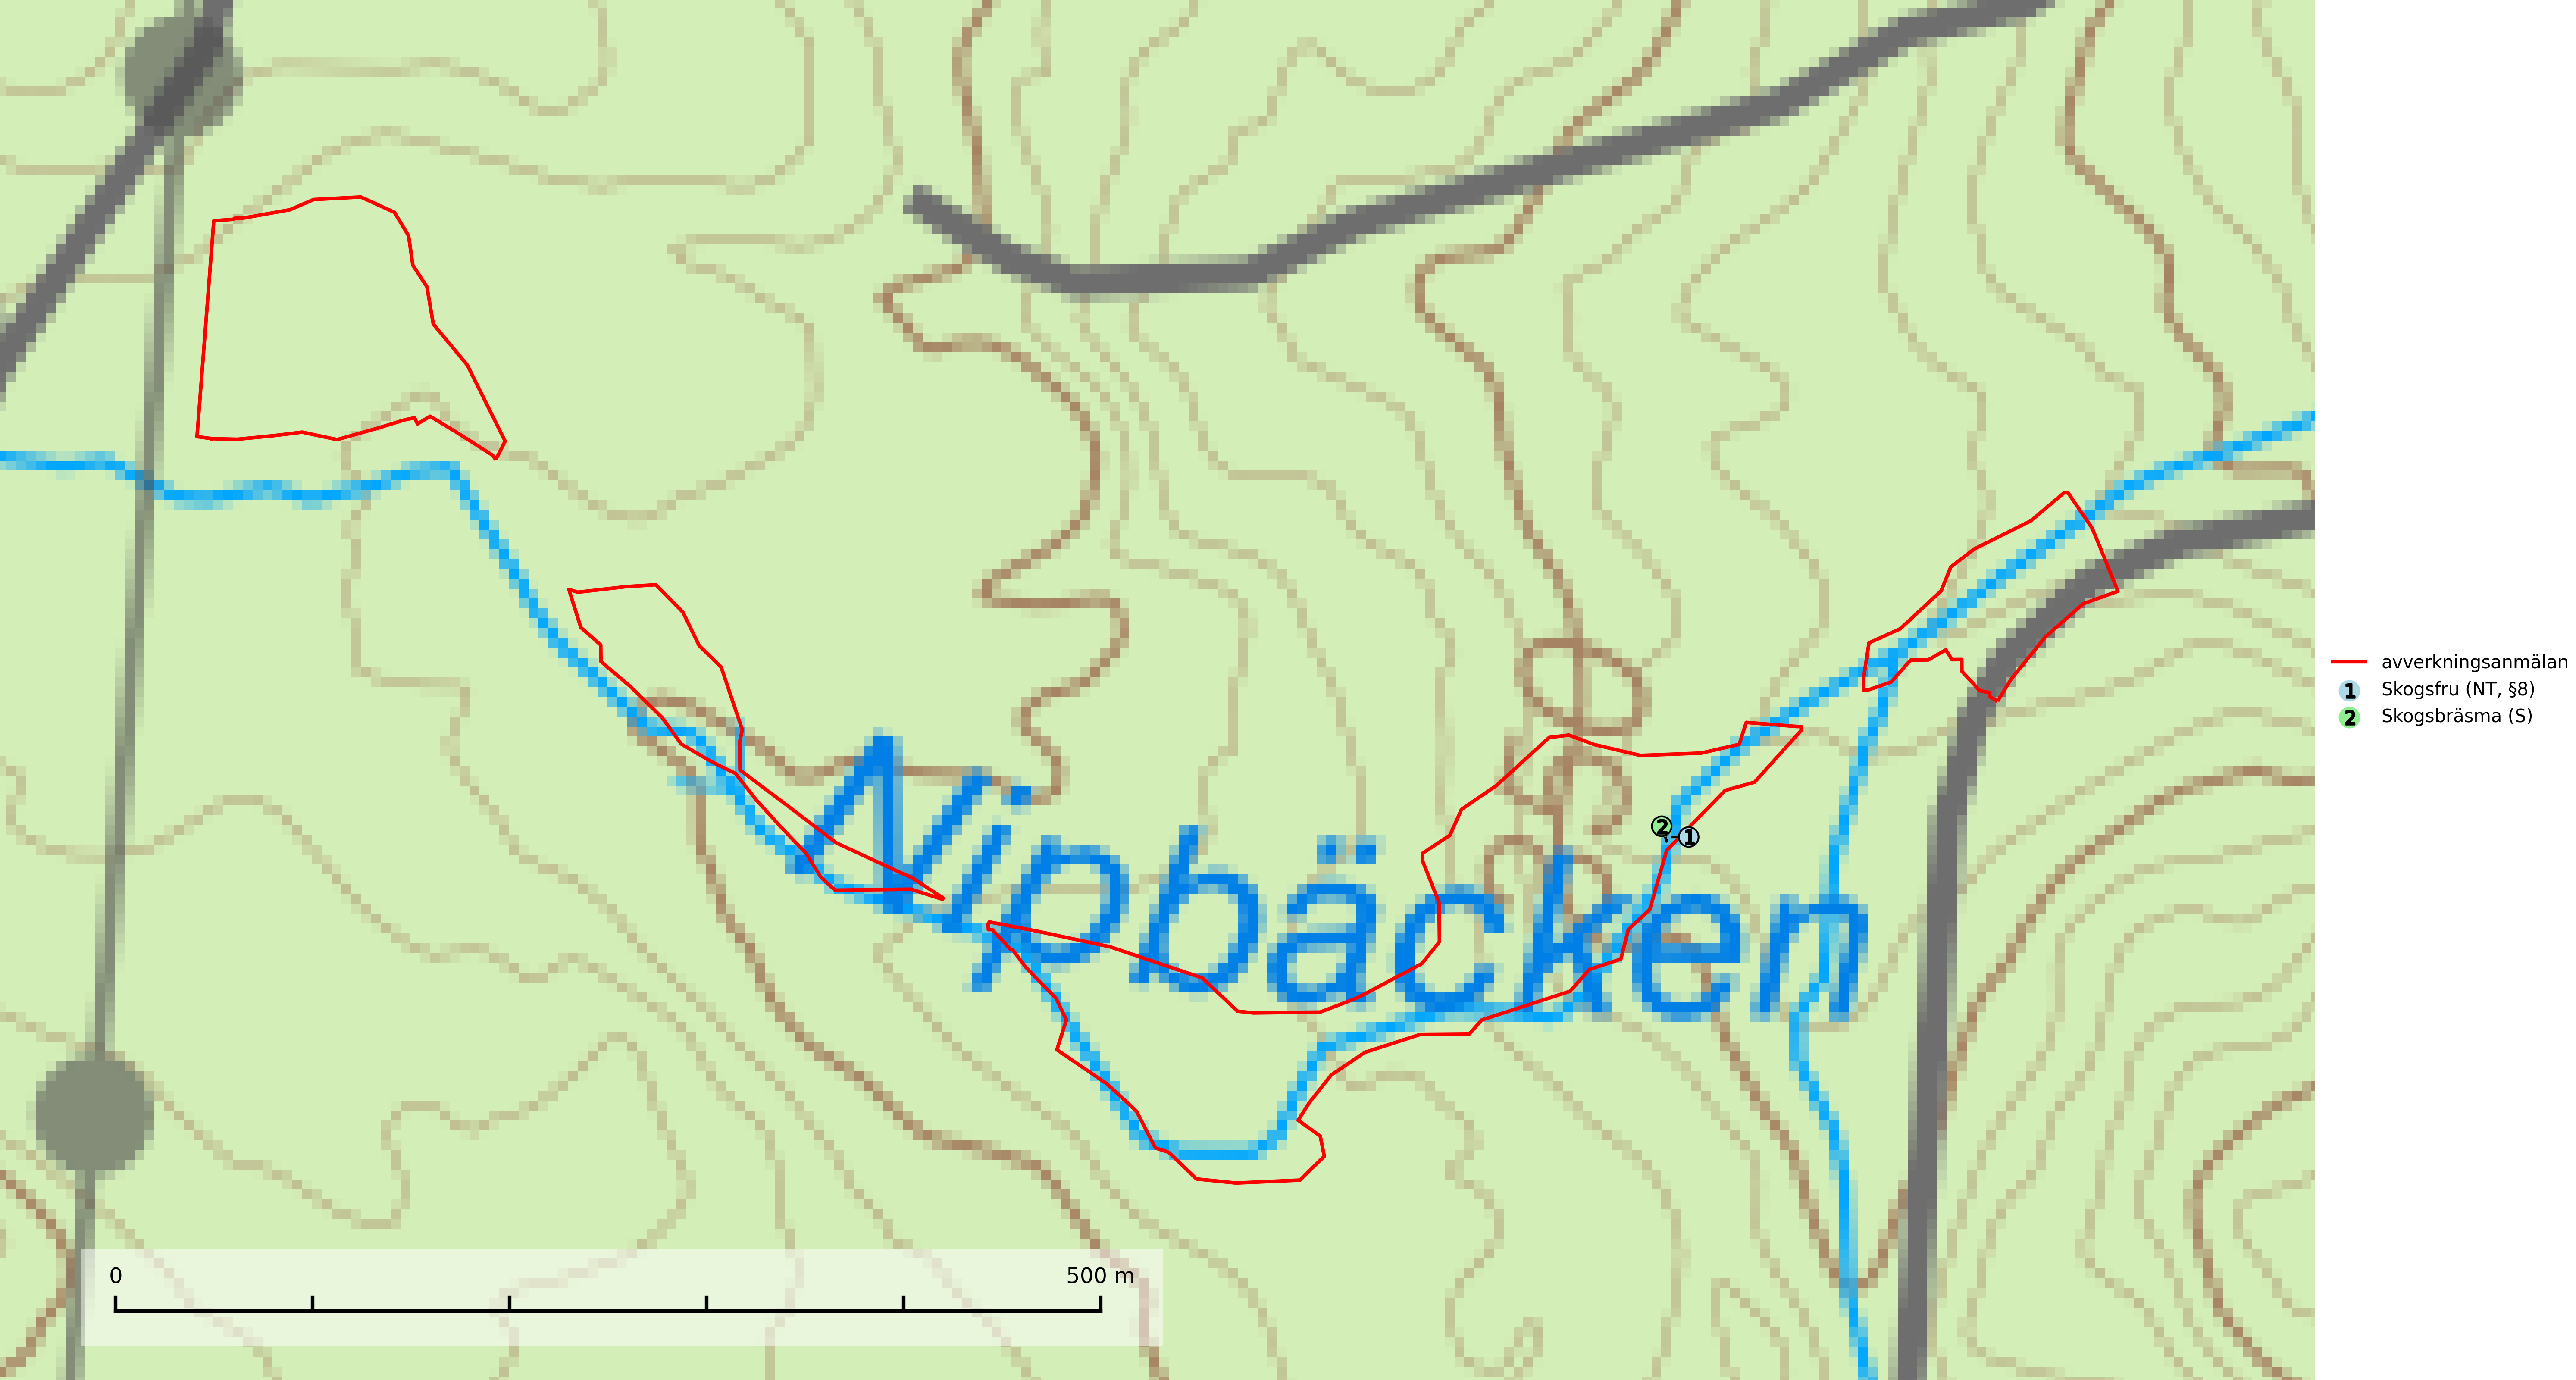 Nipbäcken
2
1
0
500 m
avverkningsanmälan
1 Skogsfru (NT, §8)
2 Skogsbräsma (S)